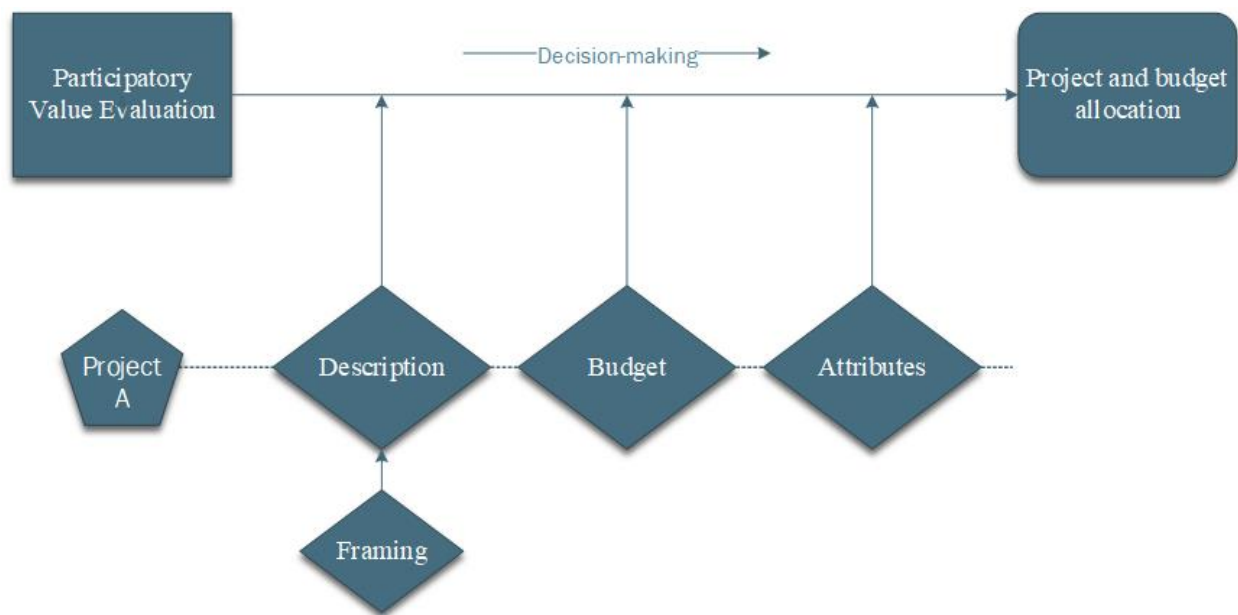 Participatory
Value Evaluation
Decision-making
Project and budget
allocation
Project
A
Description
Budget
Attributes
Framing